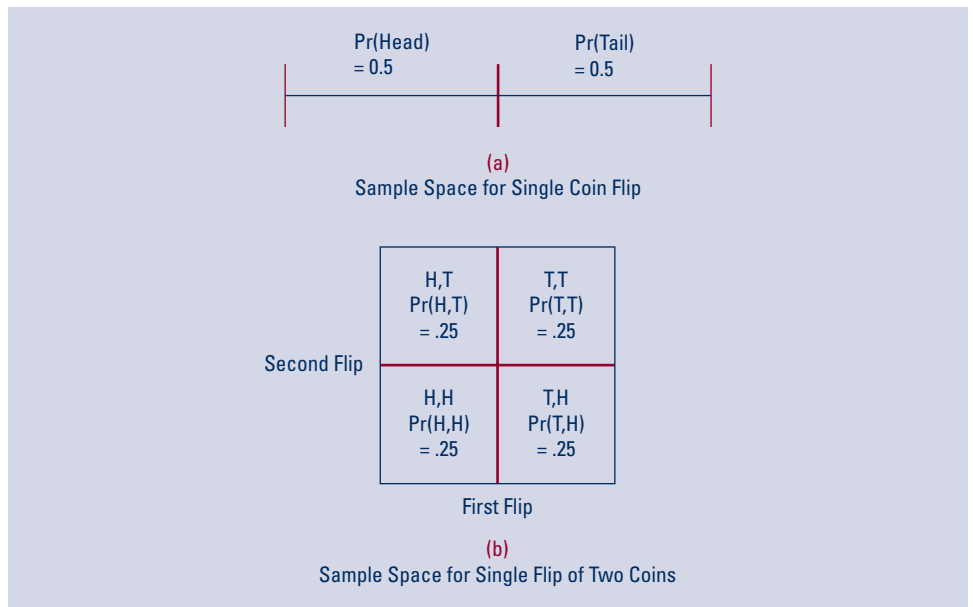 Pr(Head)
= 0.5
Pr(Tail)
= 0.5
(a)
Sample Space for Single Coin Flip
H,T
Pr(H,T)
= .25
T,T
Pr(T,T)
= .25
Second Flip
H,H
Pr(H,H)
= .25
T,H
Pr(T,H)
= .25
First Flip
(b)
Sample Space for Single Flip of Two Coins